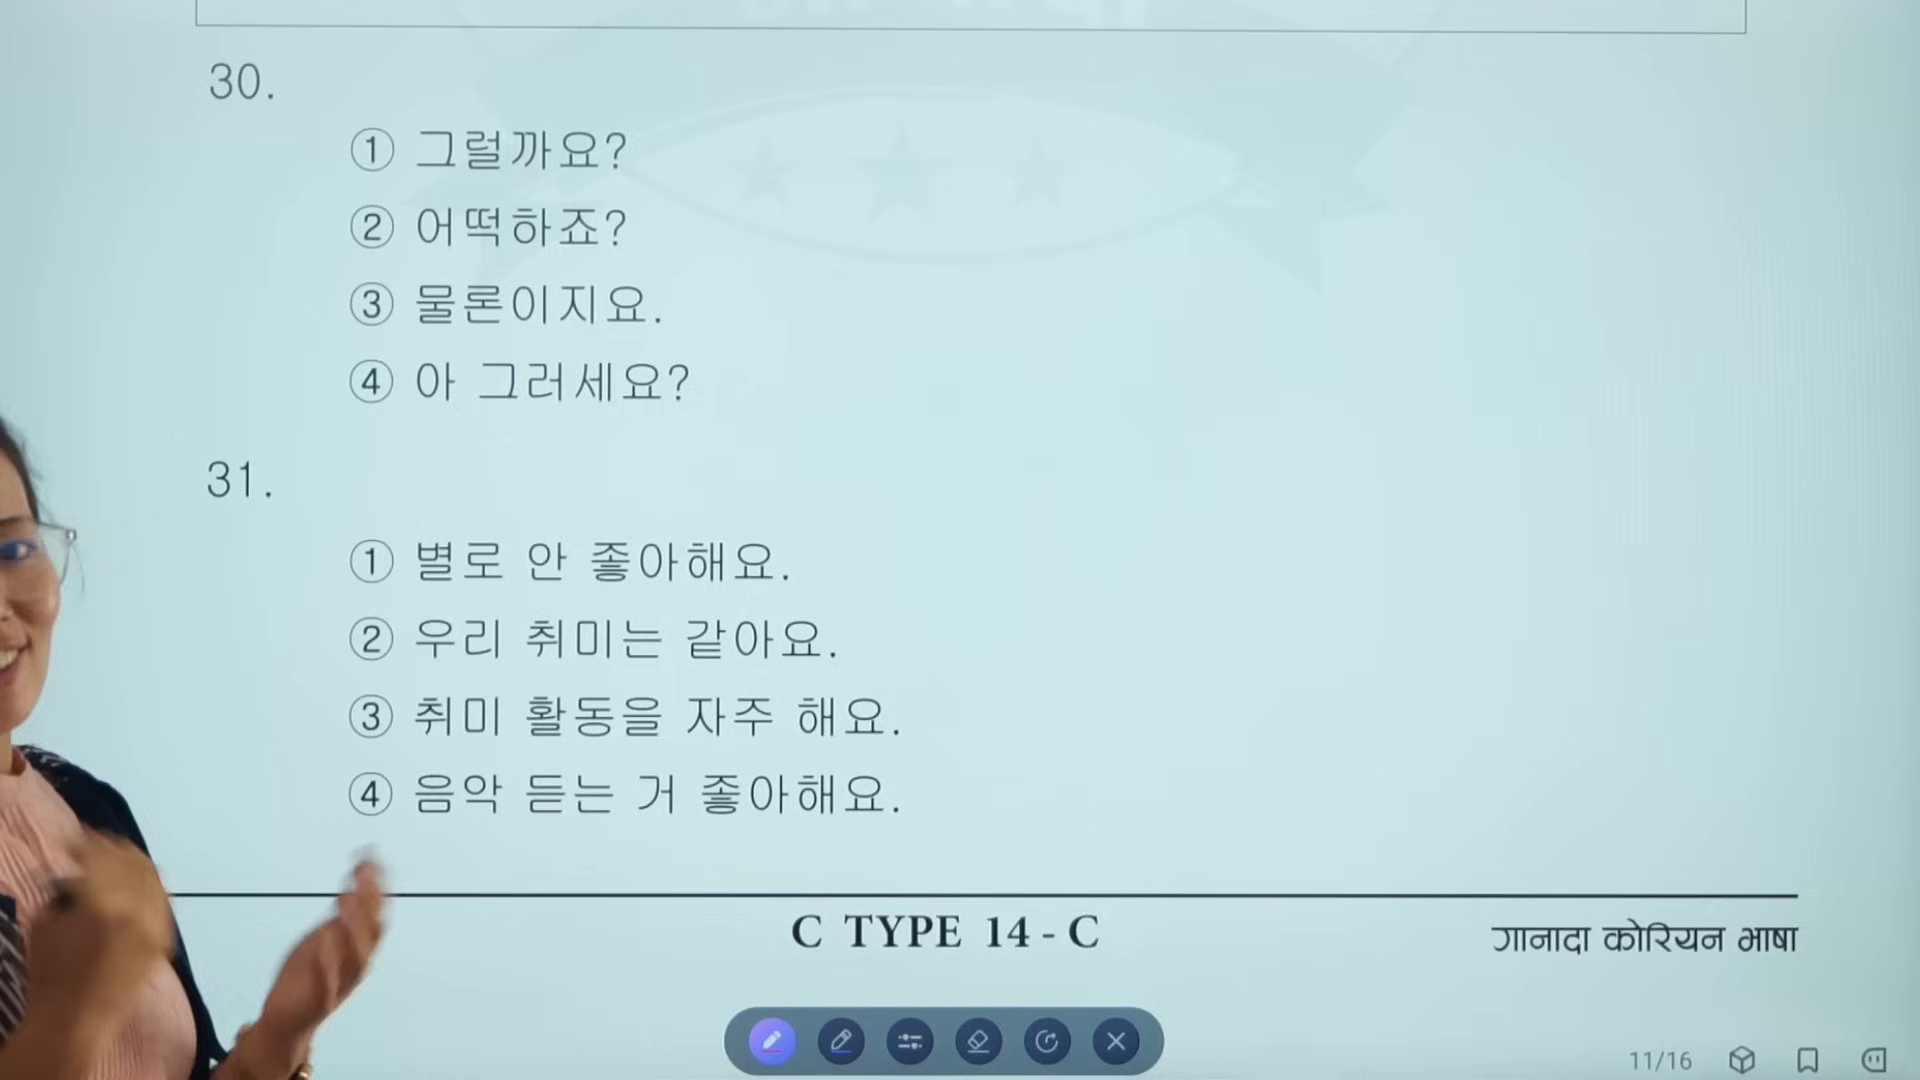 30.
① 그럴까요?
② 어떡하죠?
③ 물론이지요.
④ 아 그러세요?
31.
① 별로 안 좋아해요.
② 우리 취미는 같아요.
③ 취미 활동을 자주 해요.
④ 음악 듣는 거 좋아해요.
C TYPE 14 - C
गानादा कोरियन भाषा
11/16